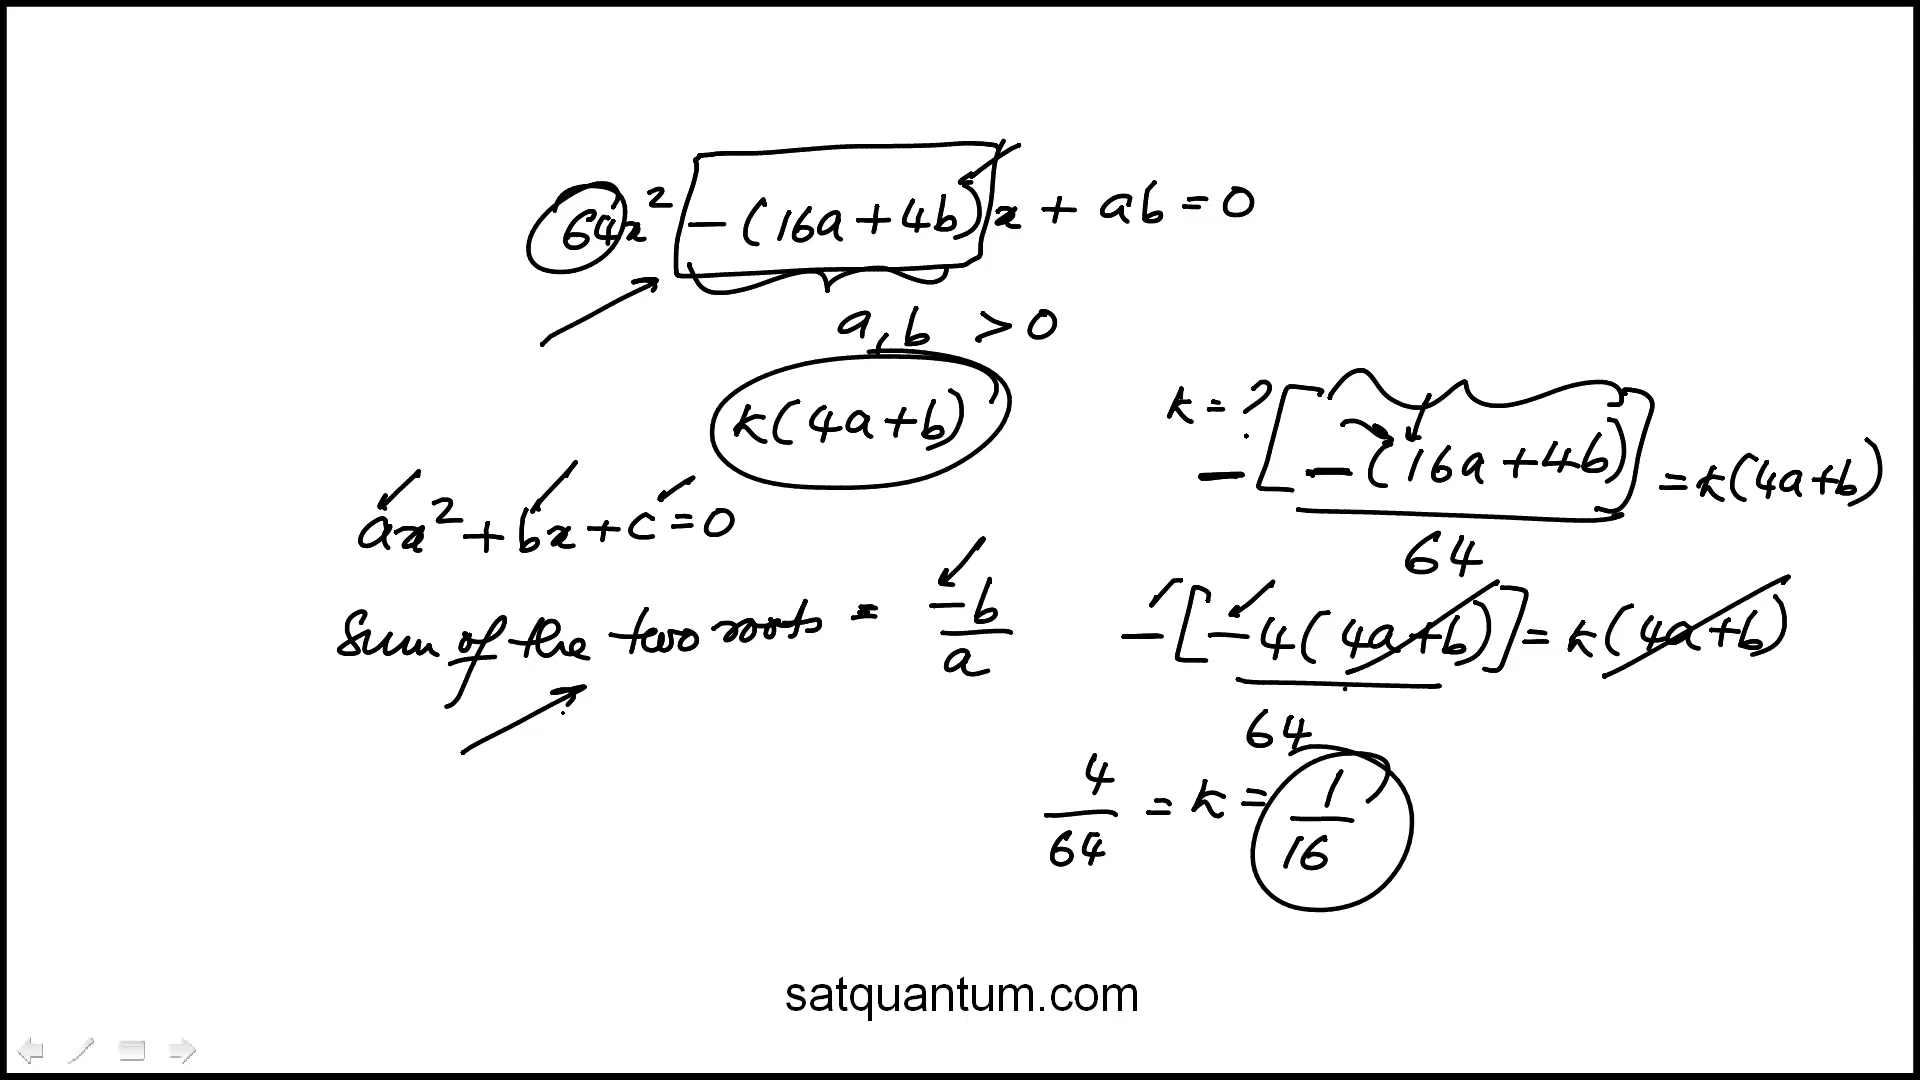 64x² -(16a+4b)x + ab = 0
a,b > 0
k(4a+b)
k = ?
-[-(16a+4b)] = k(4a+b)
64
ax² + bx + c = 0
Sum of the two roots = -b
a
-[-4(4a+b)] = k(4a+b)
64
4/64 = k = 1/16
satquantum.com